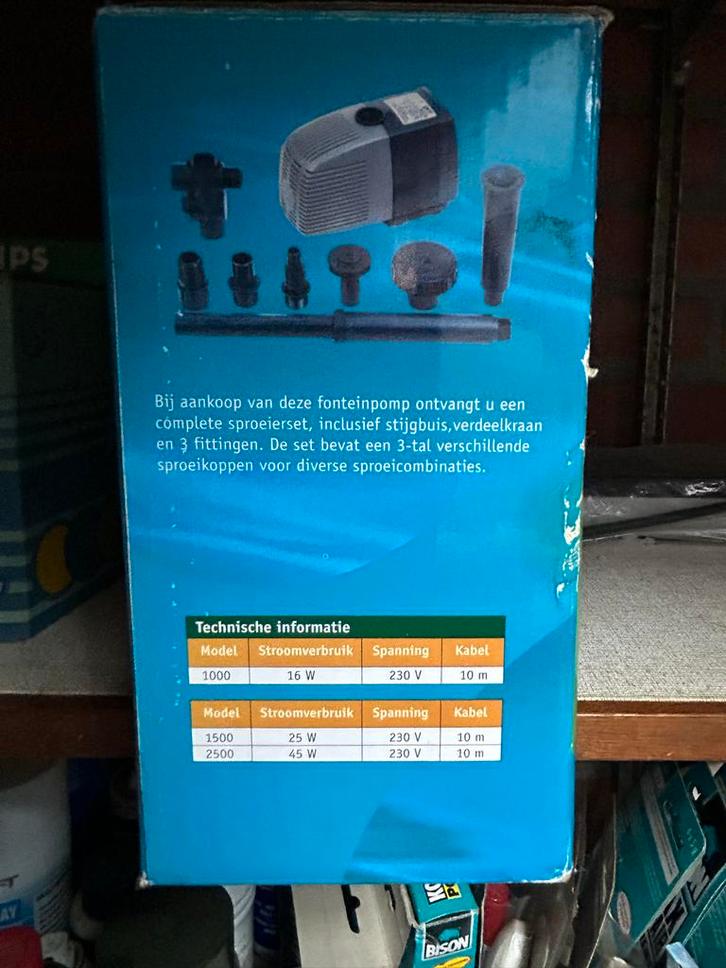 IPS
Bij aankoop van deze fonteinpomp ontvangt u een
complete sproeierset, inclusief stijgbuis,verdeelkraan
en 3 fittingen. De set bevat een 3-tal verschillende
sproeikoppen voor diverse sproeicombinaties.
Technische informatie
Model Stroomverbruik Spanning Kabel
1000 16 W 230 V 10 m
Model Stroomverbruik Spanning Kabel
1500 25 W 230 V 10 m
2500 45 W 230 V 10 m
AY
BISON